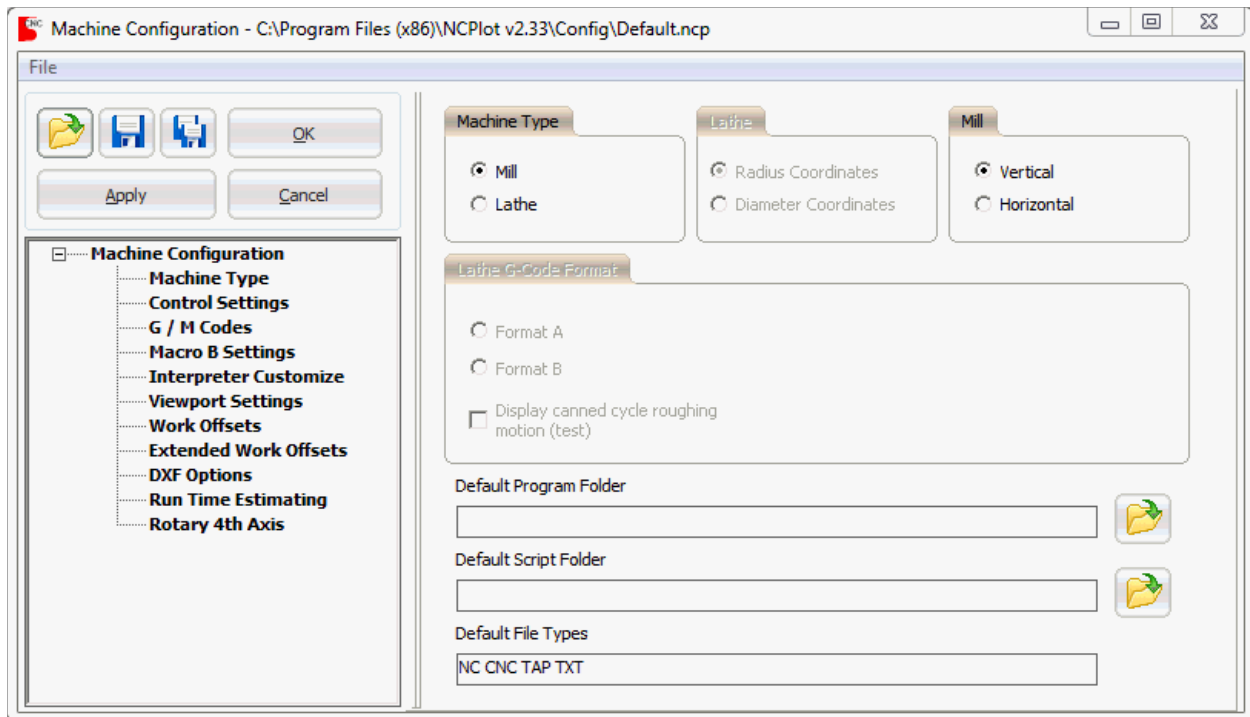 Machine Configuration - C:\Program Files (x86)\NCPlot v2.33\Config\Default.ncp
File
OK
Apply
Cancel
Machine Configuration
Machine Type
Control Settings
G / M Codes
Macro B Settings
Interpreter Customize
Viewport Settings
Work Offsets
Extended Work Offsets
DXF Options
Run Time Estimating
Rotary 4th Axis
Machine Type
Mill
Lathe
Lathe
Radius Coordinates
Diameter Coordinates
Mill
Vertical
Horizontal
Lathe G-Code Format
Format A
Format B
Display canned cycle roughing
motion (test)
Default Program Folder
Default Script Folder
Default File Types
NC CNC TAP TXT